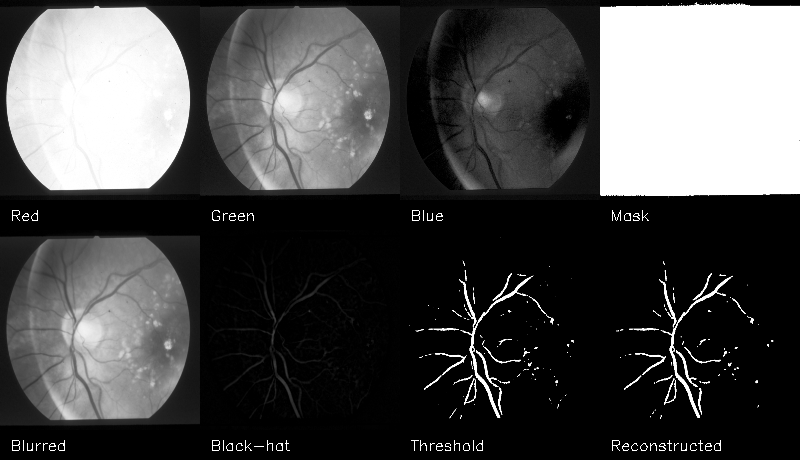 Red
Green
Blue
Mask
Blurred
Black-hat
Threshold
Reconstructed